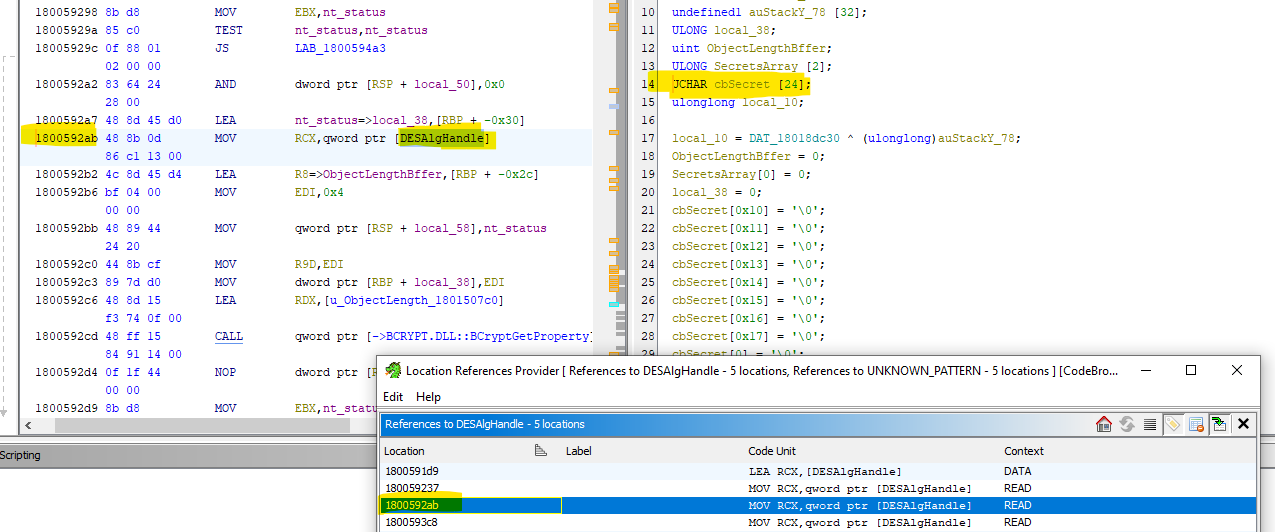 180059298 8b d8 MOV EBX,nt_status
18005929a 85 c0 TEST nt_status,nt_status
18005929c 0f 88 01 JS LAB_1800594a3
02 00 00
1800592a2 83 64 24 AND dword ptr [RSP + local_50],0x0
28 00
1800592a7 48 8d 45 d0 LEA nt_status=>local_38,[RBP + -0x30]
1800592ab 48 8b 0d MOV RCX,qword ptr [DESAlgHandle]
86 c1 13 00
1800592b2 4c 8d 45 d4 LEA R8=>ObjectLengthBffer,[RBP + -0x2c]
1800592b6 bf 04 00 MOV EDI,0x4
00 00
1800592bb 48 89 44 MOV qword ptr [RSP + local_58],nt_status
24 20
1800592c0 44 8b cf MOV R9D,EDI
1800592c3 89 7d d0 MOV dword ptr [RBP + local_38],EDI
1800592c6 48 8d 15 LEA RDX,[u_ObjectLength_1801507c0]
f3 74 0f 00
1800592cd 48 ff 15 CALL qword ptr [->BCRYPT.DLL::BCryptGetProperty]
84 91 14 00
1800592d4 0f 1f 44 NOP dword ptr [R
00 00
1800592d9 8b d8 MOV EBX,nt_statu
Scripting
10 undefined1 auStackY_78 [32];
11 ULONG local_38;
12 uint ObjectLengthBffer;
13 ULONG SecretsArray [2];
14 JCHAR cbSecret [24];
15 ulonglong local_10;
16
17 local_10 = DAT_18018dc30 ^ (ulonglong)auStackY_78;
18 ObjectLengthBffer = 0;
19 SecretsArray[0] = 0;
20 local_38 = 0;
21 cbSecret[0x10] = '\0';
22 cbSecret[0x11] = '\0';
23 cbSecret[0x12] = '\0';
24 cbSecret[0x13] = '\0';
25 cbSecret[0x14] = '\0';
26 cbSecret[0x15] = '\0';
27 cbSecret[0x16] = '\0';
28 cbSecret[0x17] = '\0';
29 cbSecret[0] = '\0';
Location References Provider [ References to DESAlgHandle - 5 locations, References to UNKNOWN_PATTERN - 5 locations ] [CodeBro...
Edit Help
References to DESAlgHandle - 5 locations
Location Label Code Unit Context
1800591d9 LEA RCX,[DESAlgHandle] DATA
180059237 MOV RCX,qword ptr [DESAlgHandle] READ
1800592ab MOV RCX,qword ptr [DESAlgHandle] READ
1800593c8 MOV RCX,qword ptr [DESAlgHandle] READ